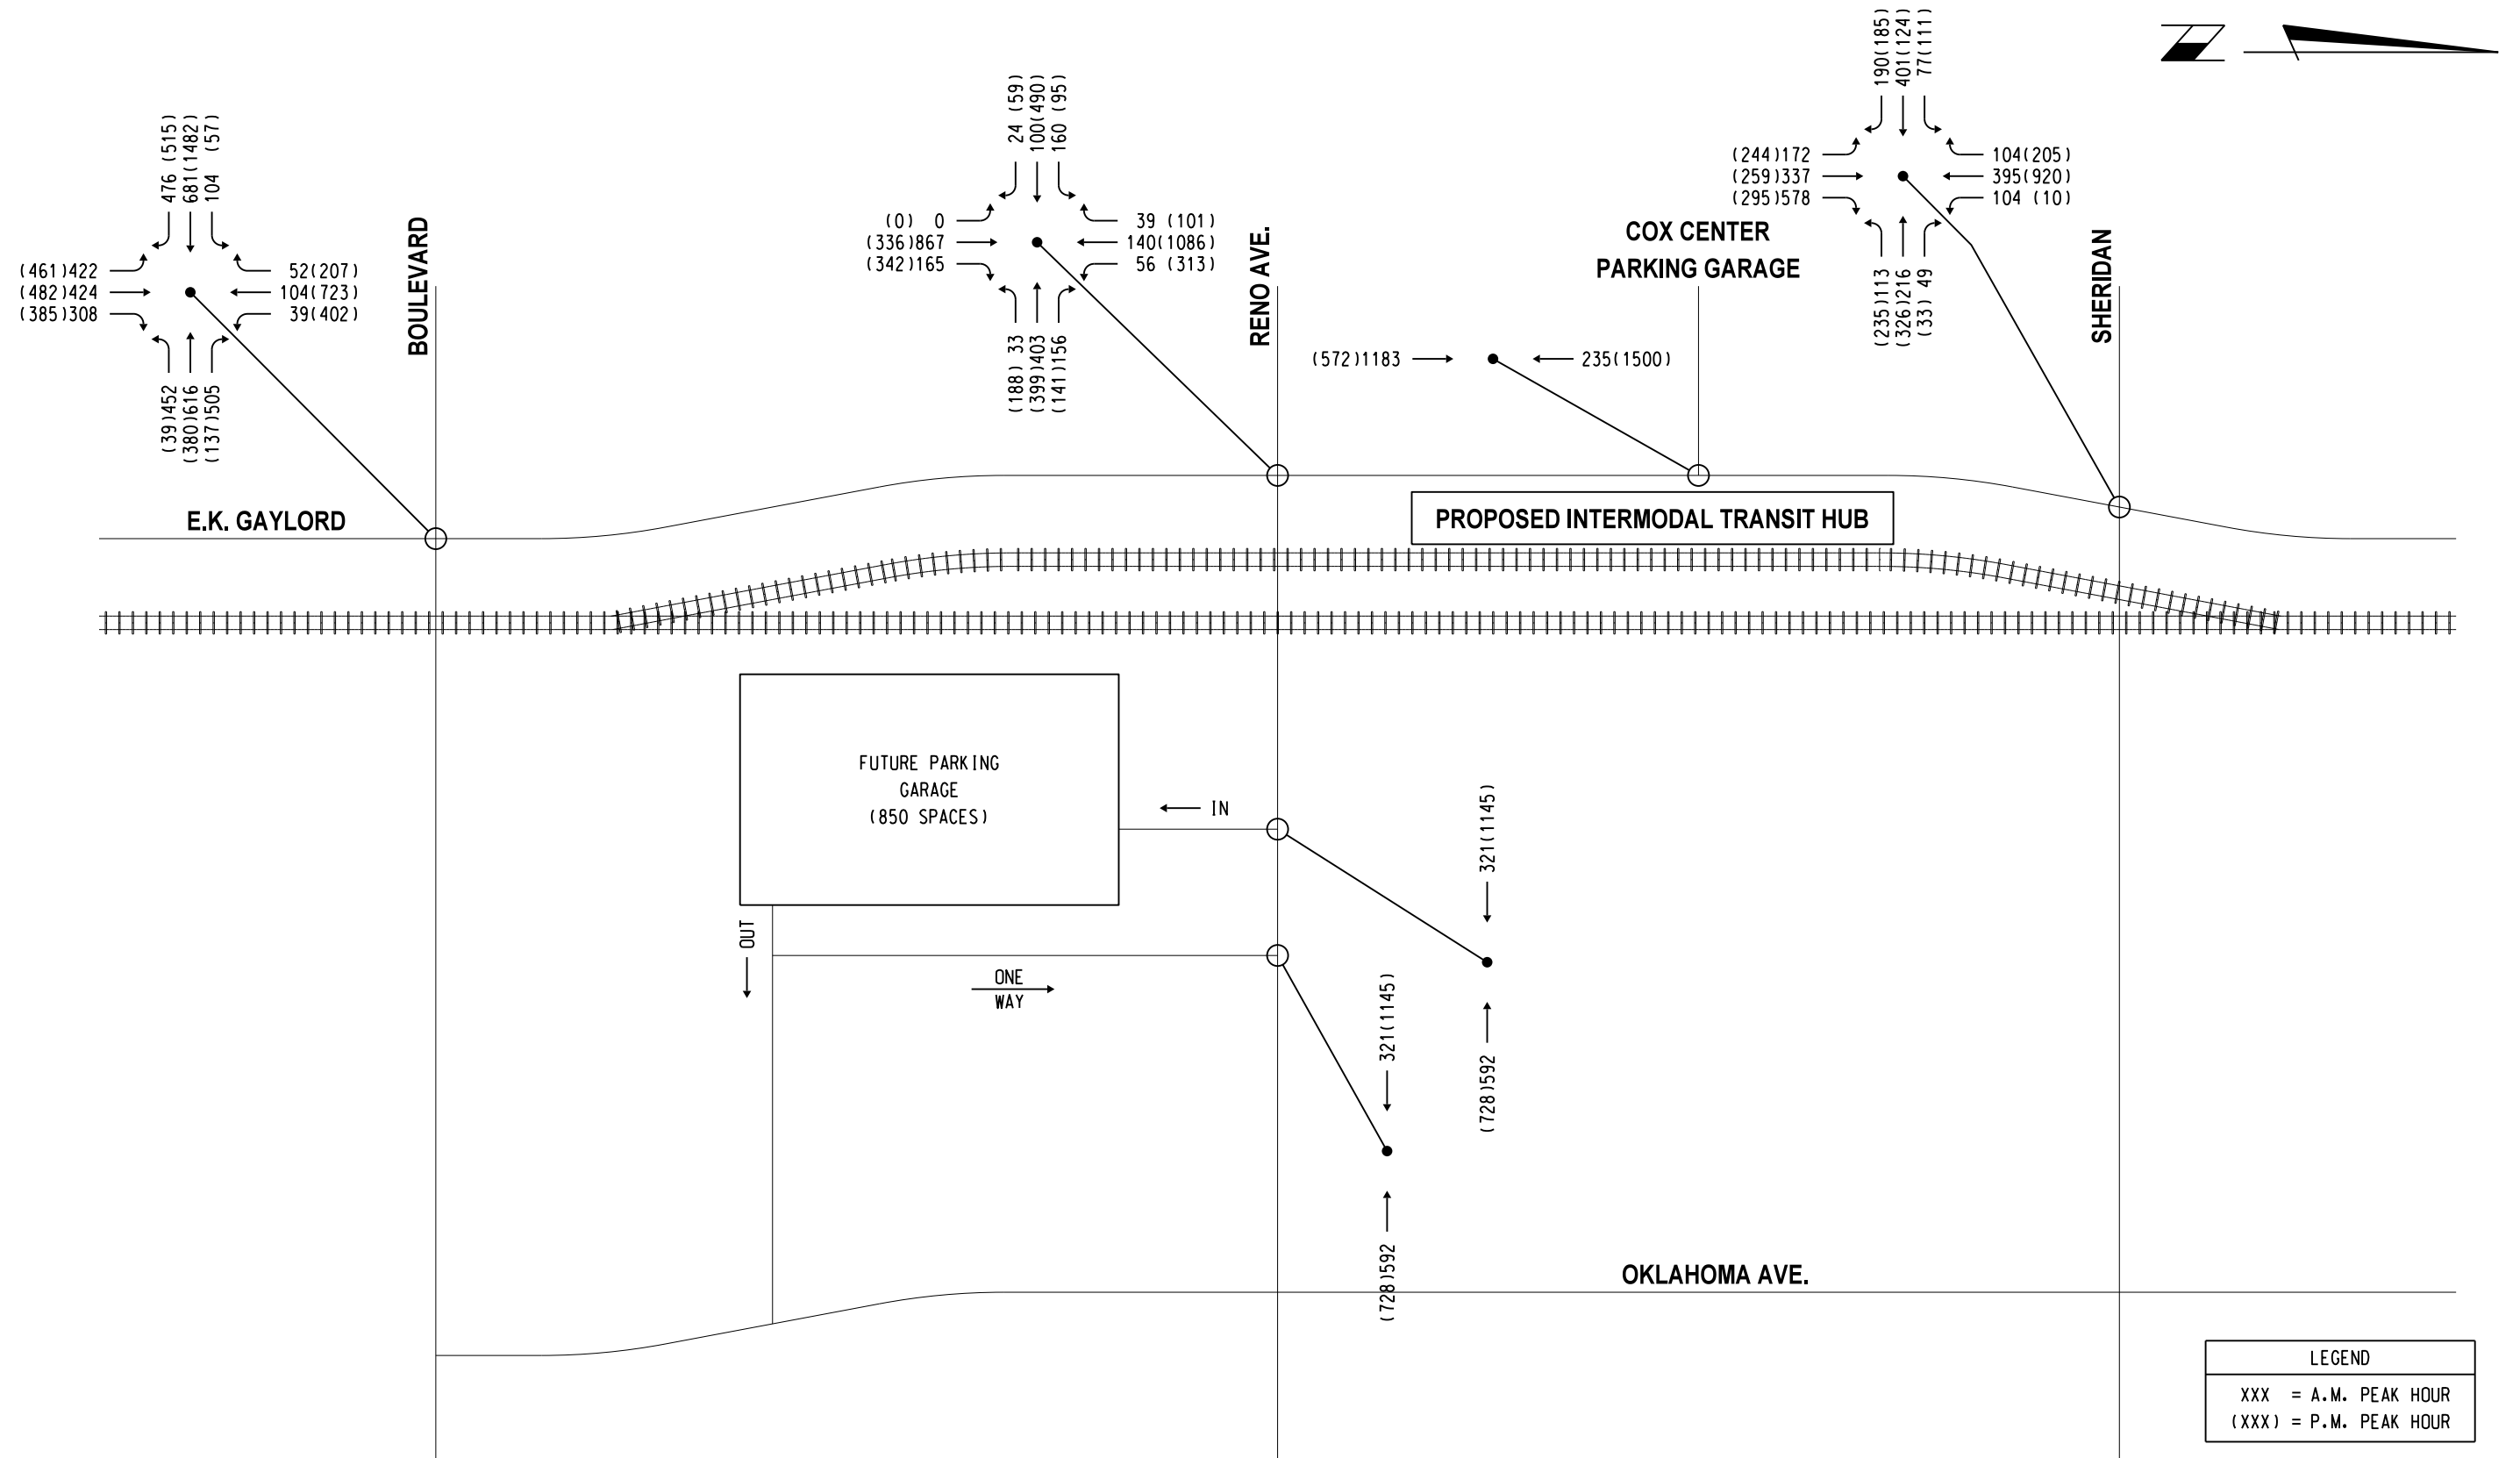 190(185)
401(124)
77(111)
N
24 (59)
100(490)
160 (95)
476 (515)
681(1482)
104 (57)
(244)172
(259)337
(295)578
104(205)
395(920)
104 (10)
(0) 0
(336)867
(342)165
39 (101)
140(1086)
56 (313)
(461)422
(482)424
(385)308
52(207)
104(723)
39(402)
BOULEVARD
RENO AVE.
COX CENTER
PARKING GARAGE
SHERIDAN
(235)113
(326)216
(33) 49
(188) 33
(399)403
(141)156
(572)1183
235(1500)
(39)452
(380)616
(137)505
E.K. GAYLORD
PROPOSED INTERMODAL TRANSIT HUB
FUTURE PARKING
GARAGE
(850 SPACES)
IN
321(1145)
(728)592
OUT
ONE
WAY
321(1145)
(728)592
OKLAHOMA AVE.
LEGEND
XXX = A.M. PEAK HOUR
(XXX) = P.M. PEAK HOUR